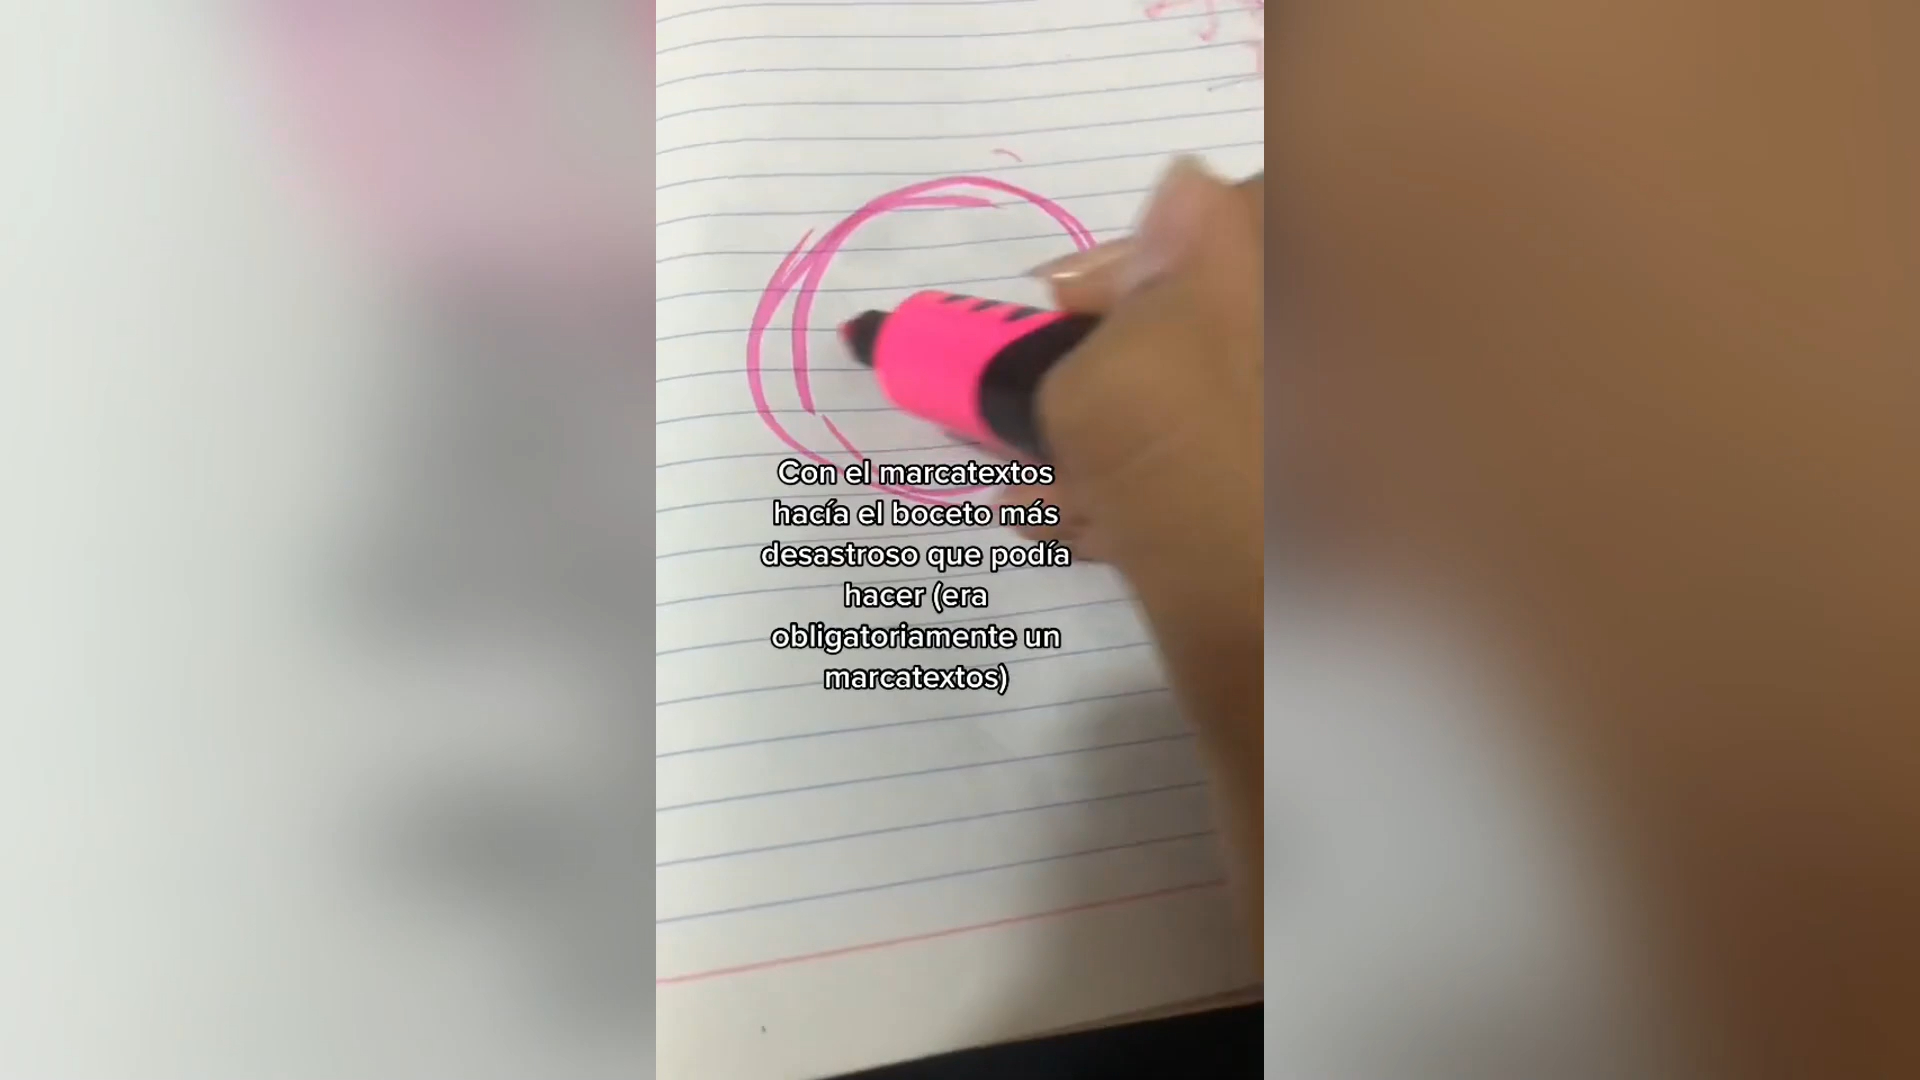 Con el marcatextos
hacía el boceto más
desastroso que podía
hacer (era
obligatoriamente un
marcatextos)